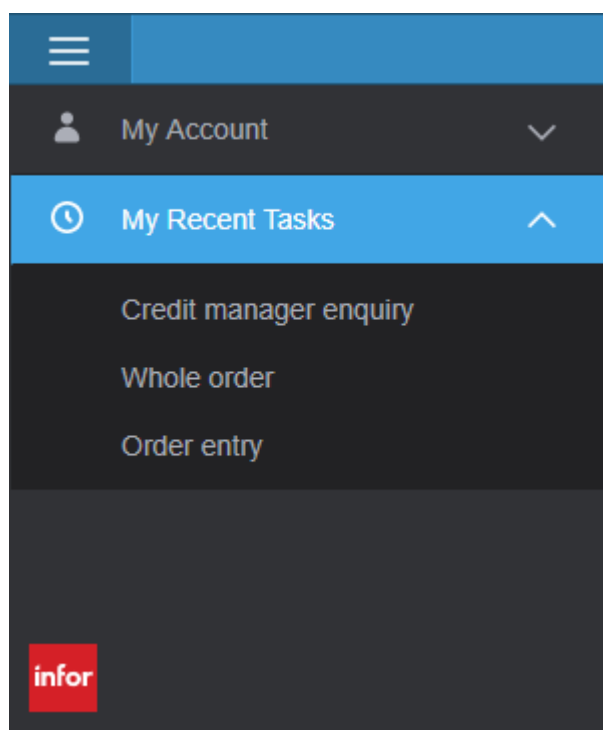 My Account
My Recent Tasks
Credit manager enquiry
Whole order
Order entry
infor